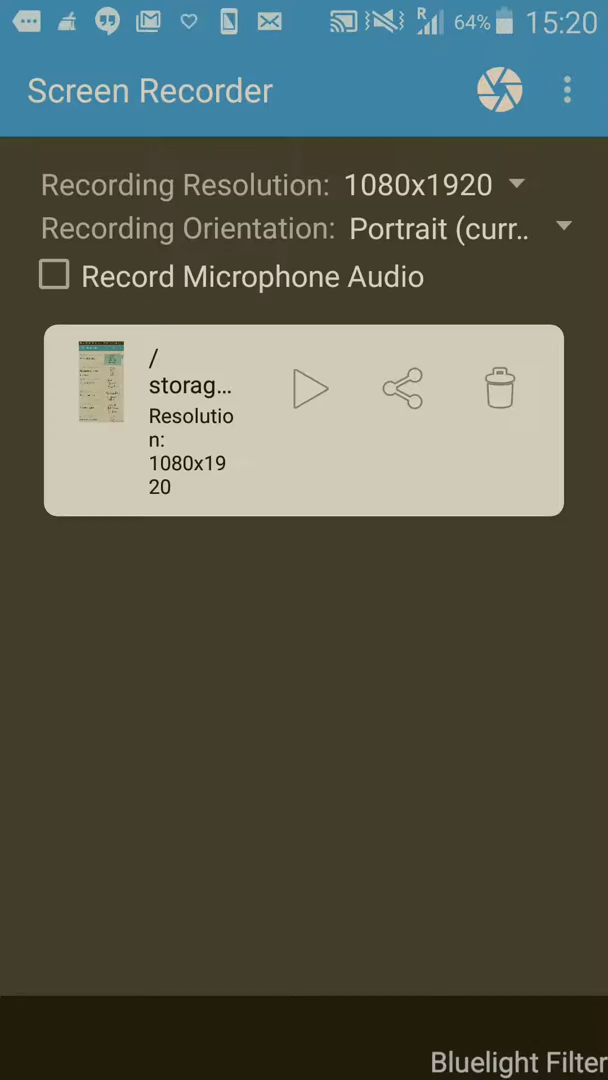 R 64% 15:20
Screen Recorder
Recording Resolution: 1080x1920
Recording Orientation: Portrait (curr..
Record Microphone Audio
/
storag...
Resolutio
n:
1080x19
20
Bluelight Filter